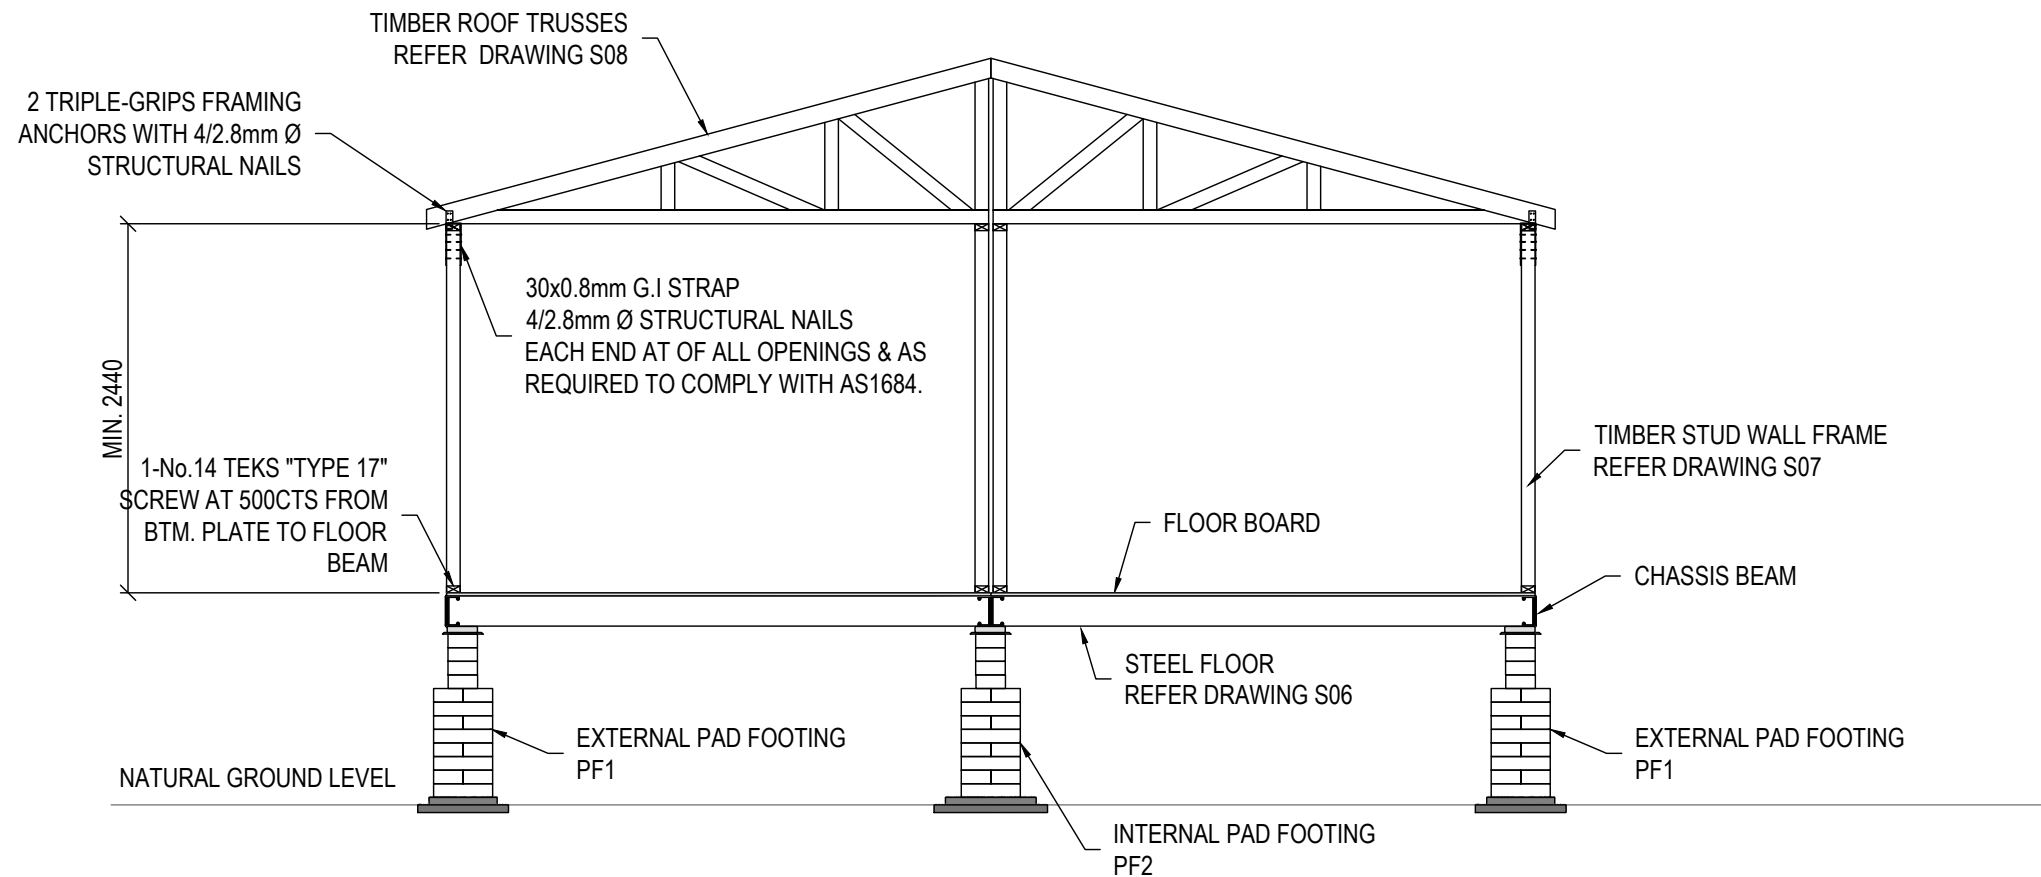 TIMBER ROOF TRUSSES
REFER DRAWING S08
2 TRIPLE-GRIPS FRAMING
ANCHORS WITH 4/2.8mm Ø
STRUCTURAL NAILS
30x0.8mm G.I STRAP
4/2.8mm Ø STRUCTURAL NAILS
EACH END AT OF ALL OPENINGS & AS
REQUIRED TO COMPLY WITH AS1684.
MIN. 2440
1-No.14 TEKS "TYPE 17"
SCREW AT 500CTS FROM
BTM. PLATE TO FLOOR
BEAM
TIMBER STUD WALL FRAME
REFER DRAWING S07
FLOOR BOARD
CHASSIS BEAM
STEEL FLOOR
REFER DRAWING S06
EXTERNAL PAD FOOTING
PF1
EXTERNAL PAD FOOTING
PF1
NATURAL GROUND LEVEL
INTERNAL PAD FOOTING
PF2